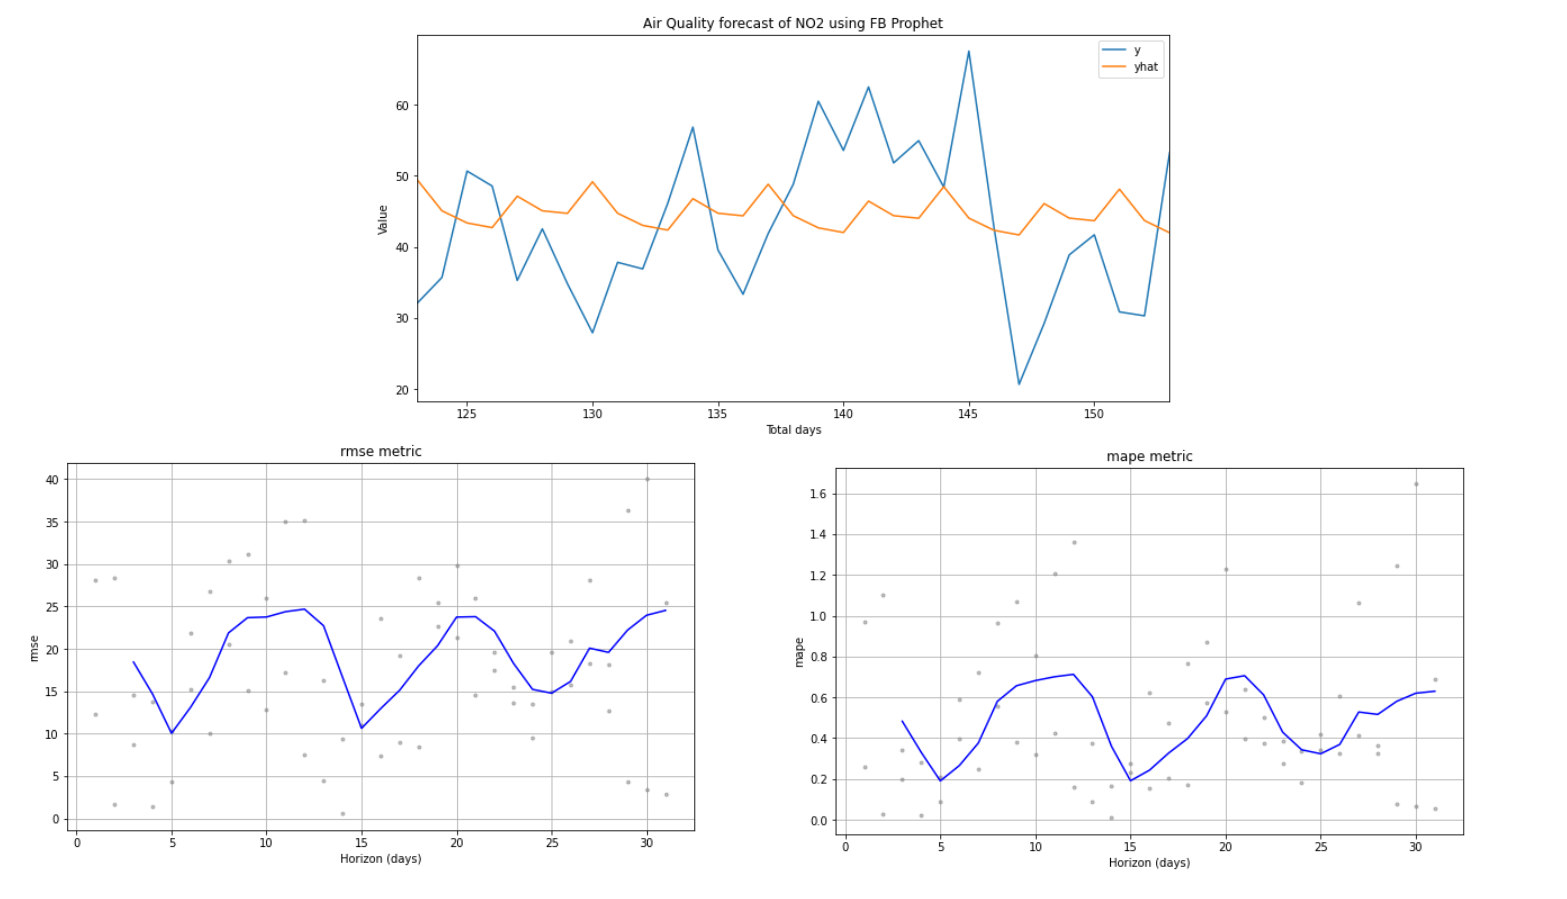 Air Quality forecast of NO2 using FB Prophet
y
yhat
60
50
40
30
20
Value
125 130 135 140 145 150
Total days
rmse metric
40
35
30
25
20
15
10
5
0
rmse
0 5 10 15 20 25 30
Horizon (days)
mape metric
1.6
1.4
1.2
1.0
0.8
0.6
0.4
0.2
0.0
mape
0 5 10 15 20 25 30
Horizon (days)